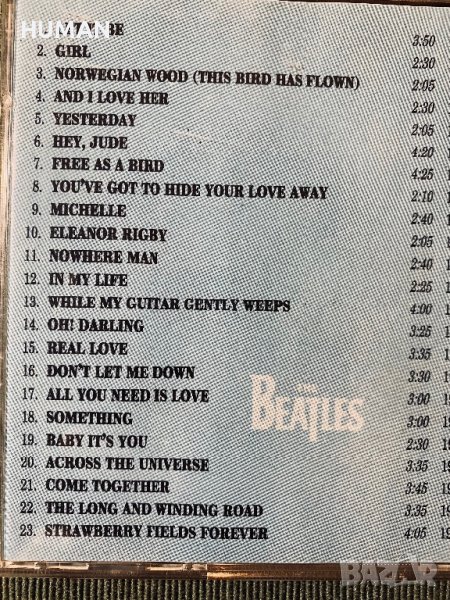 HUMAN
BE 3:50
2. GIRL 2:30
3. NORWEGIAN WOOD (THIS BIRD HAS FLOWN) 2:05
4. AND I LOVE HER 2:30
5. YESTERDAY 2:05
6. HEY, JUDE 4:20
7. FREE AS A BIRD 4:25
8. YOU'VE GOT TO HIDE YOUR LOVE AWAY 2:10
9. MICHELLE 2:40
10. ELEANOR RIGBY 2:05
11. NOWHERE MAN 2:40
12. IN MY LIFE 2:25
13. WHILE MY GUITAR GENTLY WEEPS 4:00
14. OH! DARLING 3:25
15. REAL LOVE 3:35
16. DON'T LET ME DOWN 3:30
17. ALL YOU NEED IS LOVE 3:00
18. SOMETHING 3:00
19. BABY IT'S YOU 2:30
20. ACROSS THE UNIVERSE 3:35
21. COME TOGETHER 3:45
22. THE LONG AND WINDING ROAD 3:35
23. STRAWBERRY FIELDS FOREVER 4:05
THE
BEATLES
bazar